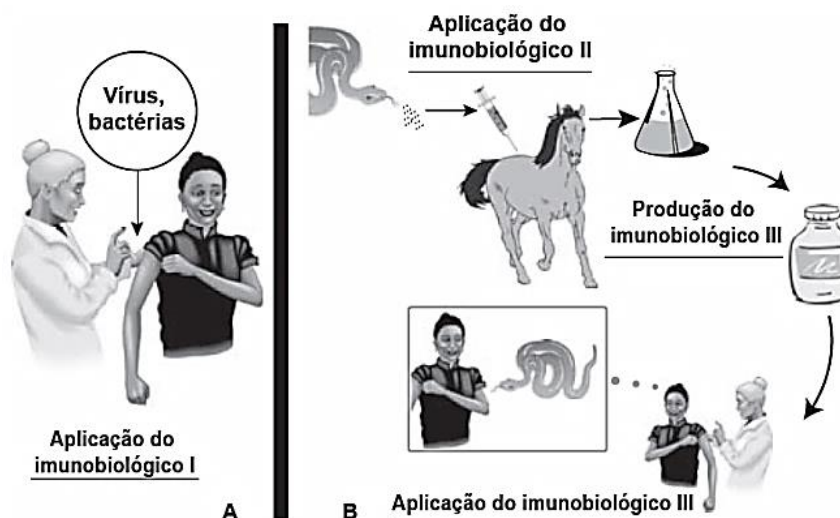 Vírus,
bactérias
Aplicação do
imunobiológico I
A
Aplicação do
imunobiológico II
Produção do
imunobiológico III
B
Aplicação do imunobiológico III